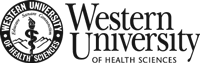 WESTERN UNIVERSITY
OF HEALTH SCIENCES
Western
University
OF HEALTH SCIENCES